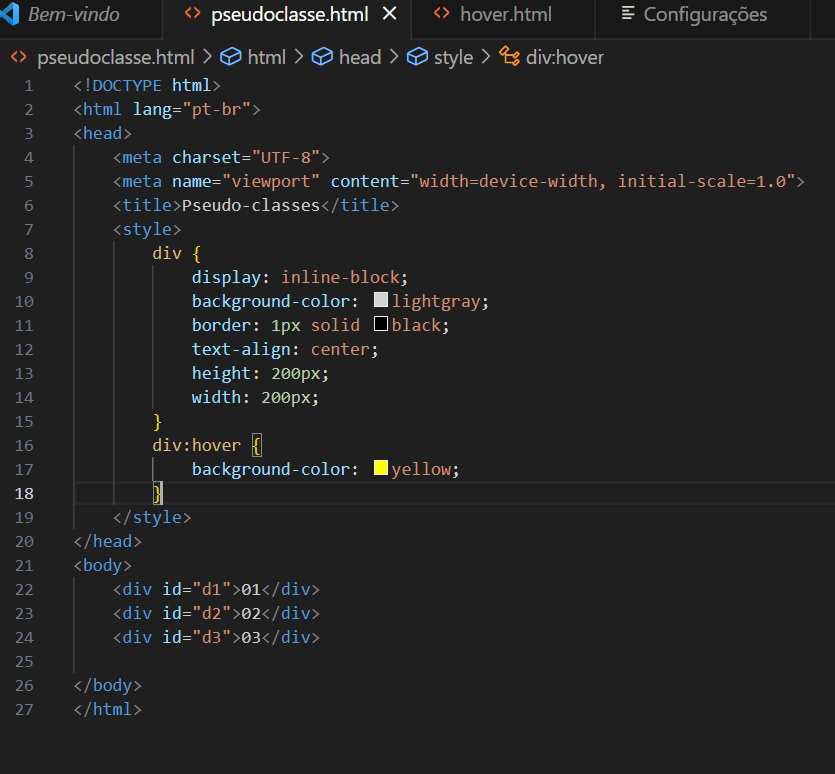 Bem-vindo pseudoclasse.html hover.html Configurações
pseudoclasse.html > html > head > style > div:hover
1 <!DOCTYPE html>
2 <html lang="pt-br">
3 <head>
4     <meta charset="UTF-8">
5     <meta name="viewport" content="width=device-width, initial-scale=1.0">
6     <title>Pseudo-classes</title>
7     <style>
8         div {
9             display: inline-block;
10             background-color: lightgray;
11             border: 1px solid black;
12             text-align: center;
13             height: 200px;
14             width: 200px;
15         }
16         div:hover {
17             background-color: yellow;
18         }
19     </style>
20 </head>
21 <body>
22     <div id="d1">01</div>
23     <div id="d2">02</div>
24     <div id="d3">03</div>
25
26 </body>
27 </html>